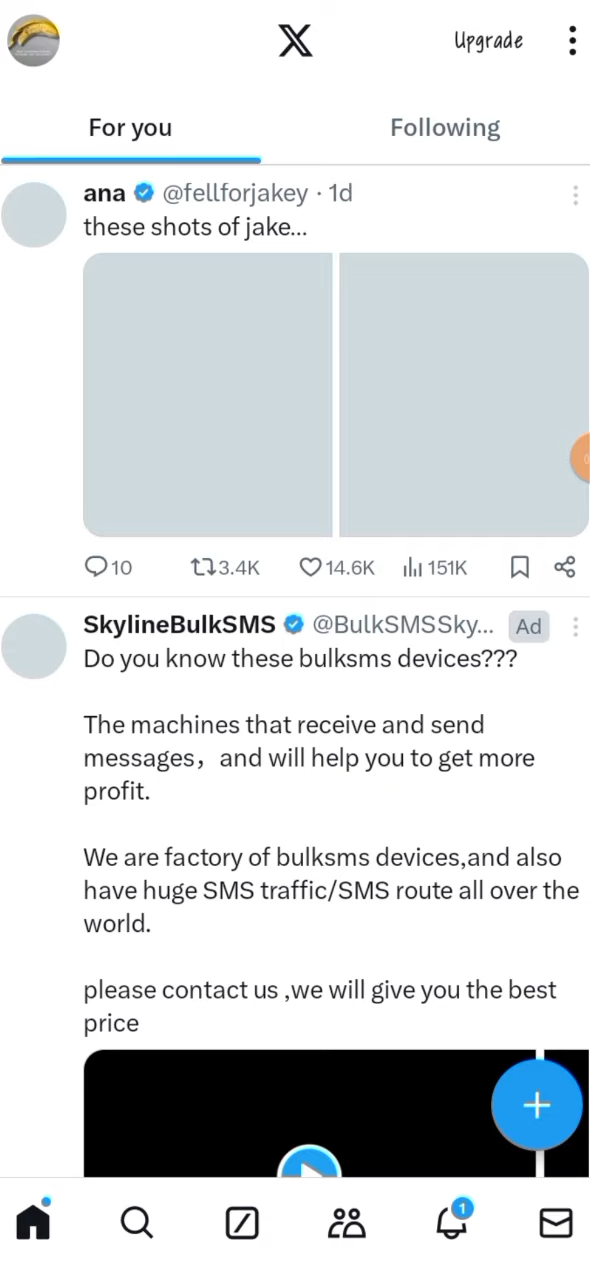 Upgrade
For you Following
ana @fellforjakey · 1d
these shots of jake...
10 3.4K 14.6K 151K
SkylineBulkSMS @BulkSMSSky... Ad
Do you know these bulksms devices???
The machines that receive and send
messages，and will help you to get more
profit.
We are factory of bulksms devices,and also
have huge SMS traffic/SMS route all over the
world.
please contact us ,we will give you the best
price
1